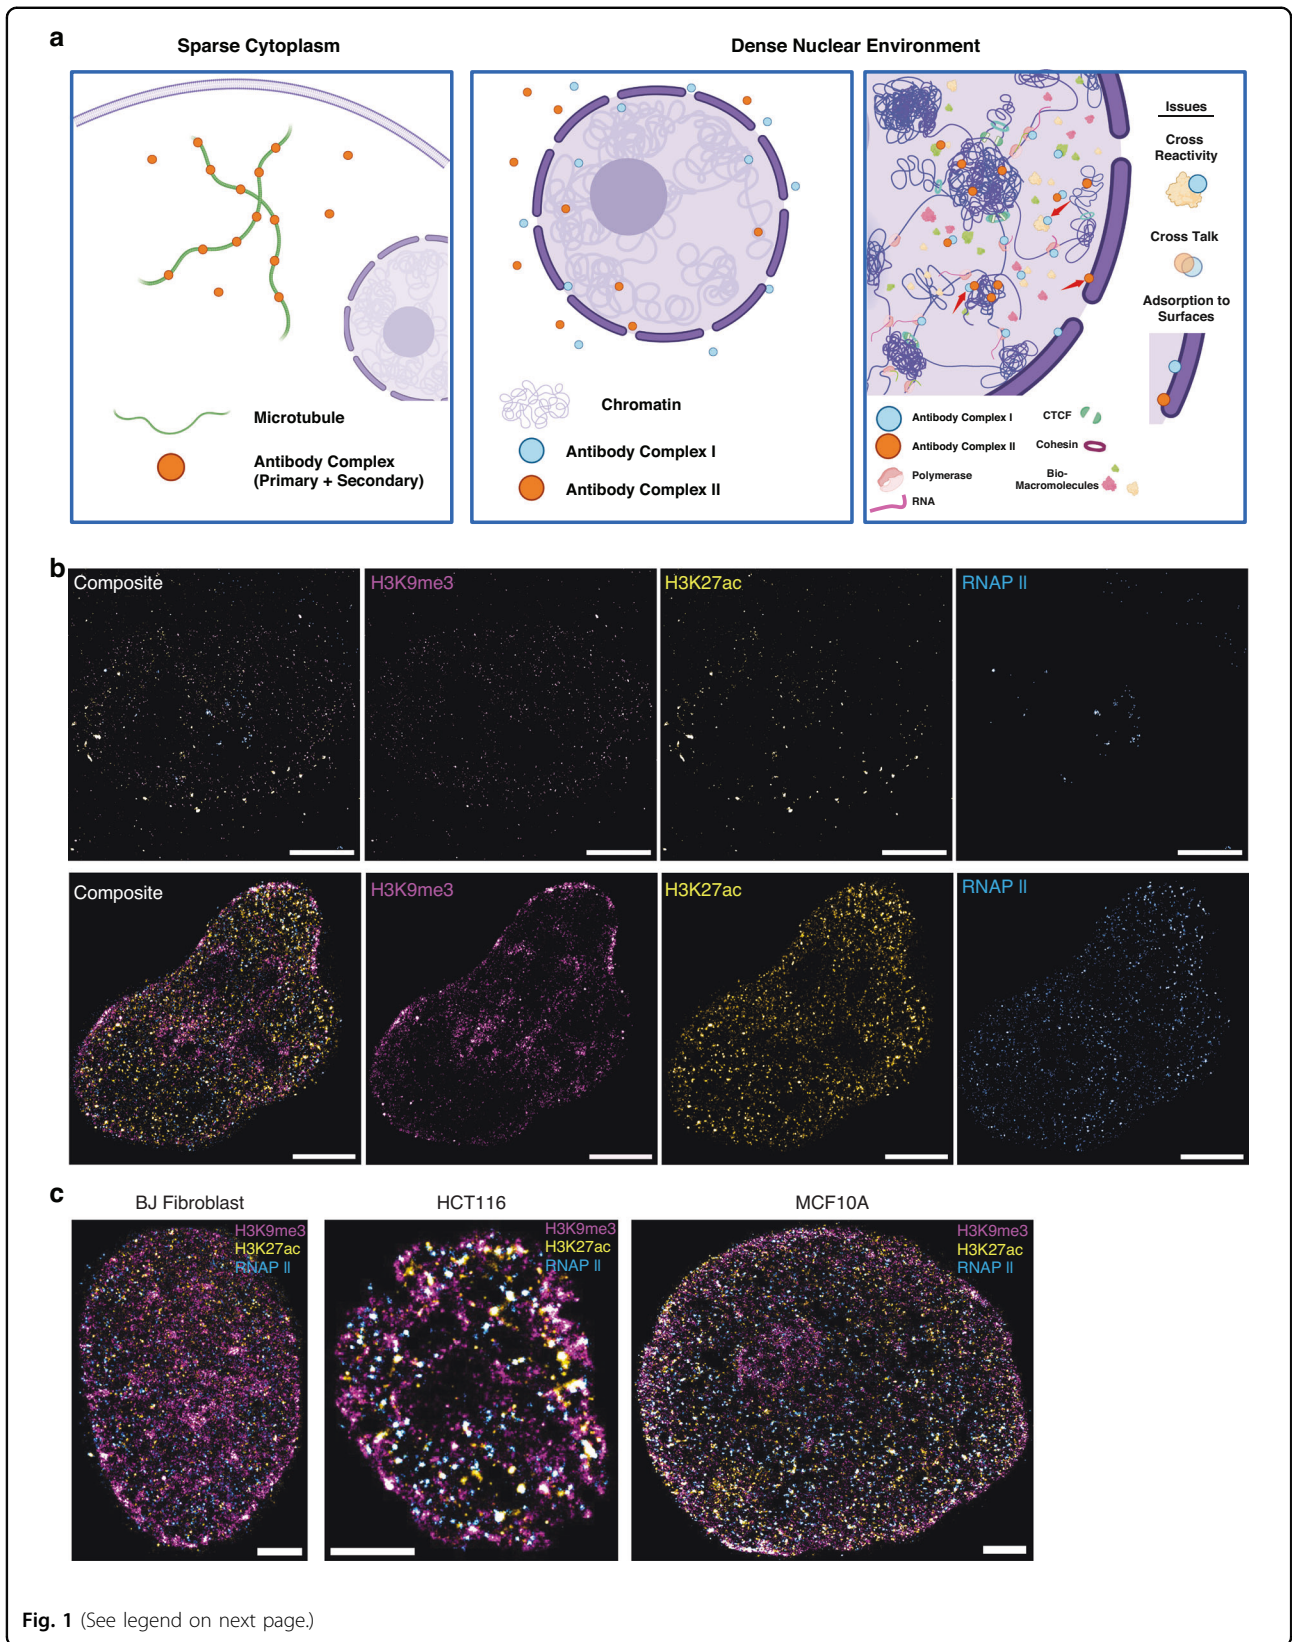 a
Sparse Cytoplasm
Dense Nuclear Environment
Microtubule
Antibody Complex
(Primary + Secondary)
Chromatin
Antibody Complex I
Antibody Complex II
Issues
Cross
Reactivity
Cross Talk
Adsorption to
Surfaces
Antibody Complex I
CTCF
Antibody Complex II
Cohesin
Polymerase
Bio-
Macromolecules
RNA
b
Composite
H3K9me3
H3K27ac
RNAP II
Composite
H3K9me3
H3K27ac
RNAP II
c
BJ Fibroblast
HCT116
MCF10A
H3K9me3
H3K27ac
RNAP II
H3K9me3
H3K27ac
RNAP II
H3K9me3
H3K27ac
RNAP II
Fig. 1 (See legend on next page.)